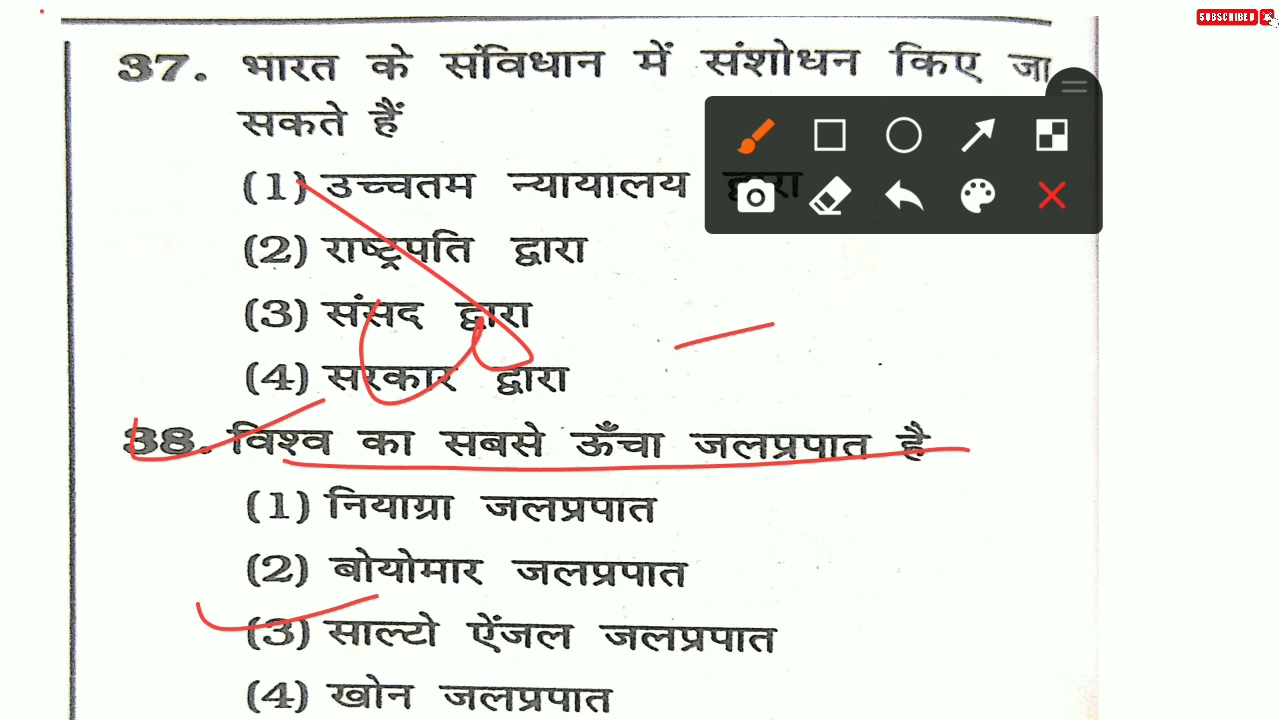 SUBSCRIBED
37. भारत के संविधान में संशोधन किए जा
सकते हैं
(1) उच्चतम न्यायालय द्वारा
(2) राष्ट्रपति द्वारा
(3) संसद द्वारा
(4) सरकार द्वारा
38. विश्व का सबसे ऊँचा जलप्रपात है
(1) नियाग्रा जलप्रपात
(2) बोयोमार जलप्रपात
(3) साल्टो ऐंजल जलप्रपात
(4) खोन जलप्रपात